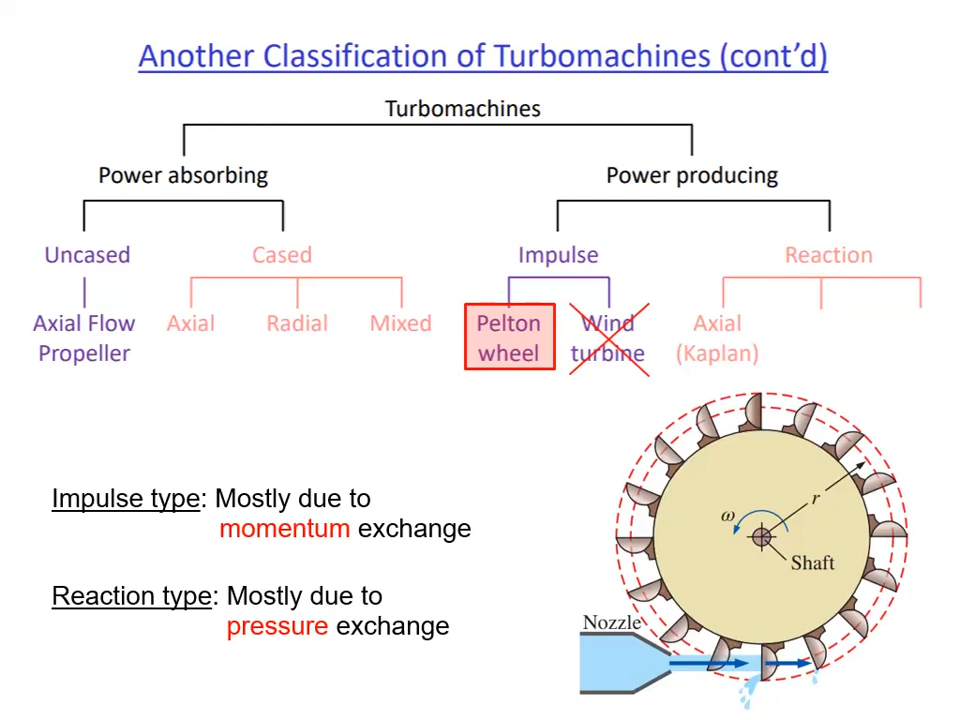 Another Classification of Turbomachines (cont’d)
Turbomachines
Power absorbing
Power producing
Uncased
Cased
Impulse
Reaction
Axial Flow
Propeller
Axial
Radial
Mixed
Pelton
wheel
Wind
turbine
Axial
(Kaplan)
Impulse type: Mostly due to
momentum exchange
Reaction type: Mostly due to
pressure exchange
ω
r
Shaft
Nozzle